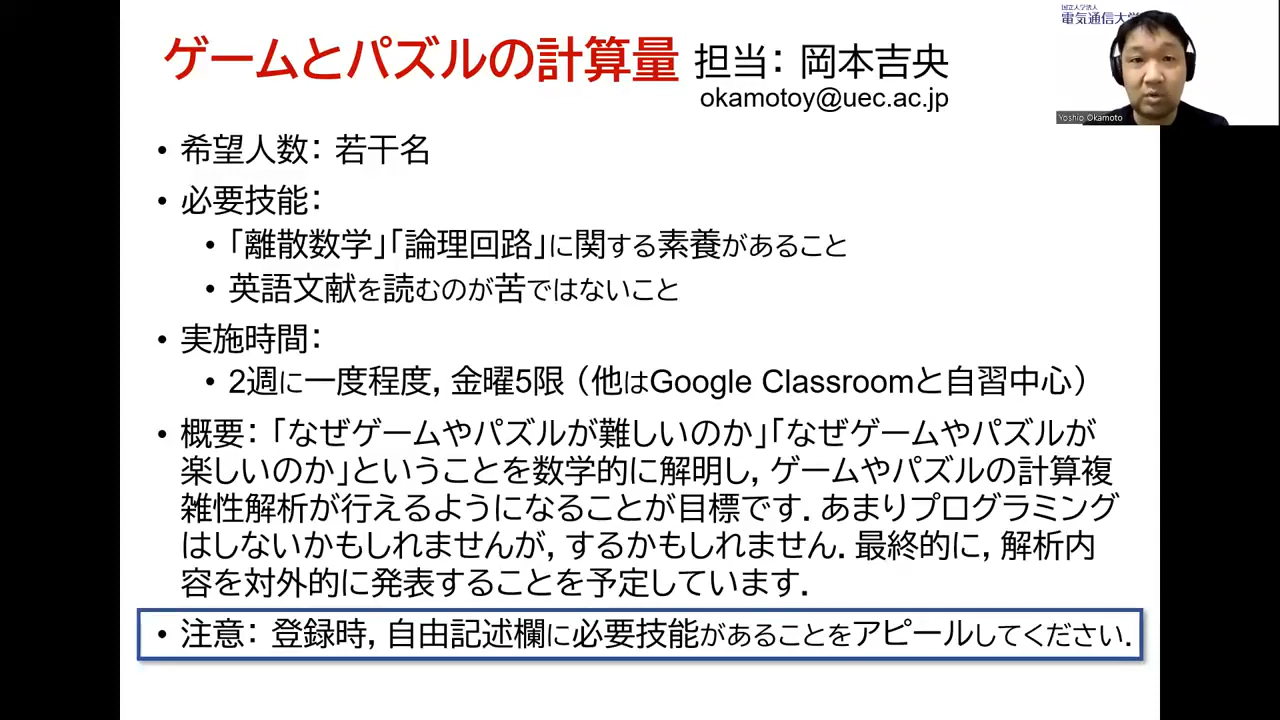 ゲームとパズルの計算量 担当： 岡本吉央
okamotoy@uec.ac.jp
国立大学法人
電気通信大学
Yoshio Okamoto
• 希望人数： 若干名
• 必要技能：
• 「離散数学」「論理回路」に関する素養があること
• 英語文献を読むのが苦ではないこと
• 実施時間：
• 2週に一度程度，金曜5限（他はGoogle Classroomと自習中心）
• 概要： 「なぜゲームやパズルが難しいのか」「なぜゲームやパズルが
楽しいのか」ということを数学的に解明し，ゲームやパズルの計算複
雑性解析が行えるようになることが目標です．あまりプログラミング
はしないかもしれませんが，するかもしれません．最終的に，解析内
容を対外的に発表することを予定しています．
• 注意： 登録時，自由記述欄に必要技能があることをアピールしてください．